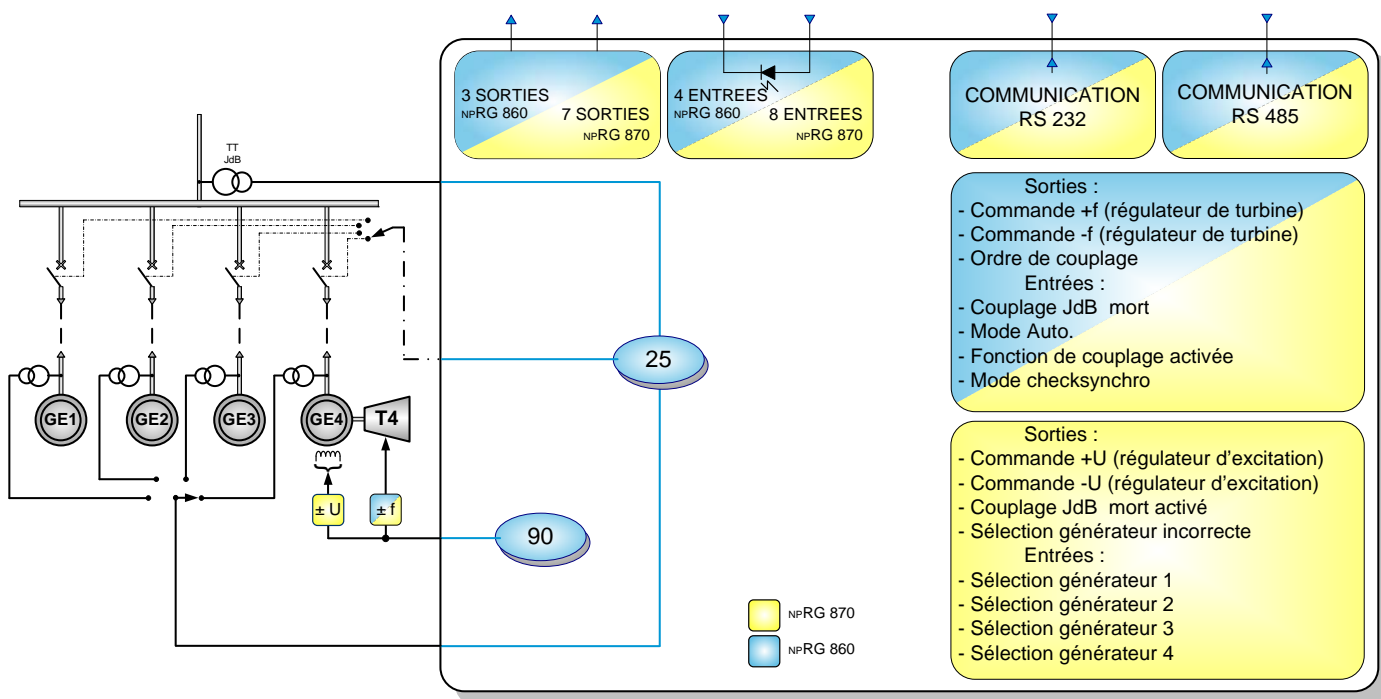 3 SORTIES
NPRG 860
7 SORTIES
NPRG 870
4 ENTREES
NPRG 860
8 ENTREES
NPRG 870
COMMUNICATION
RS 232
COMMUNICATION
RS 485
TT
JdB
Sorties :
- Commande +f (régulateur de turbine)
- Commande -f (régulateur de turbine)
- Ordre de couplage
Entrées :
- Couplage JdB mort
- Mode Auto.
- Fonction de couplage activée
- Mode checksynchro
25
GE1
GE2
GE3
GE4
T4
± U
± f
90
Sorties :
- Commande +U (régulateur d'excitation)
- Commande -U (régulateur d'excitation)
- Couplage JdB mort activé
- Sélection générateur incorrecte
Entrées :
- Sélection générateur 1
- Sélection générateur 2
- Sélection générateur 3
- Sélection générateur 4
NPRG 870
NPRG 860